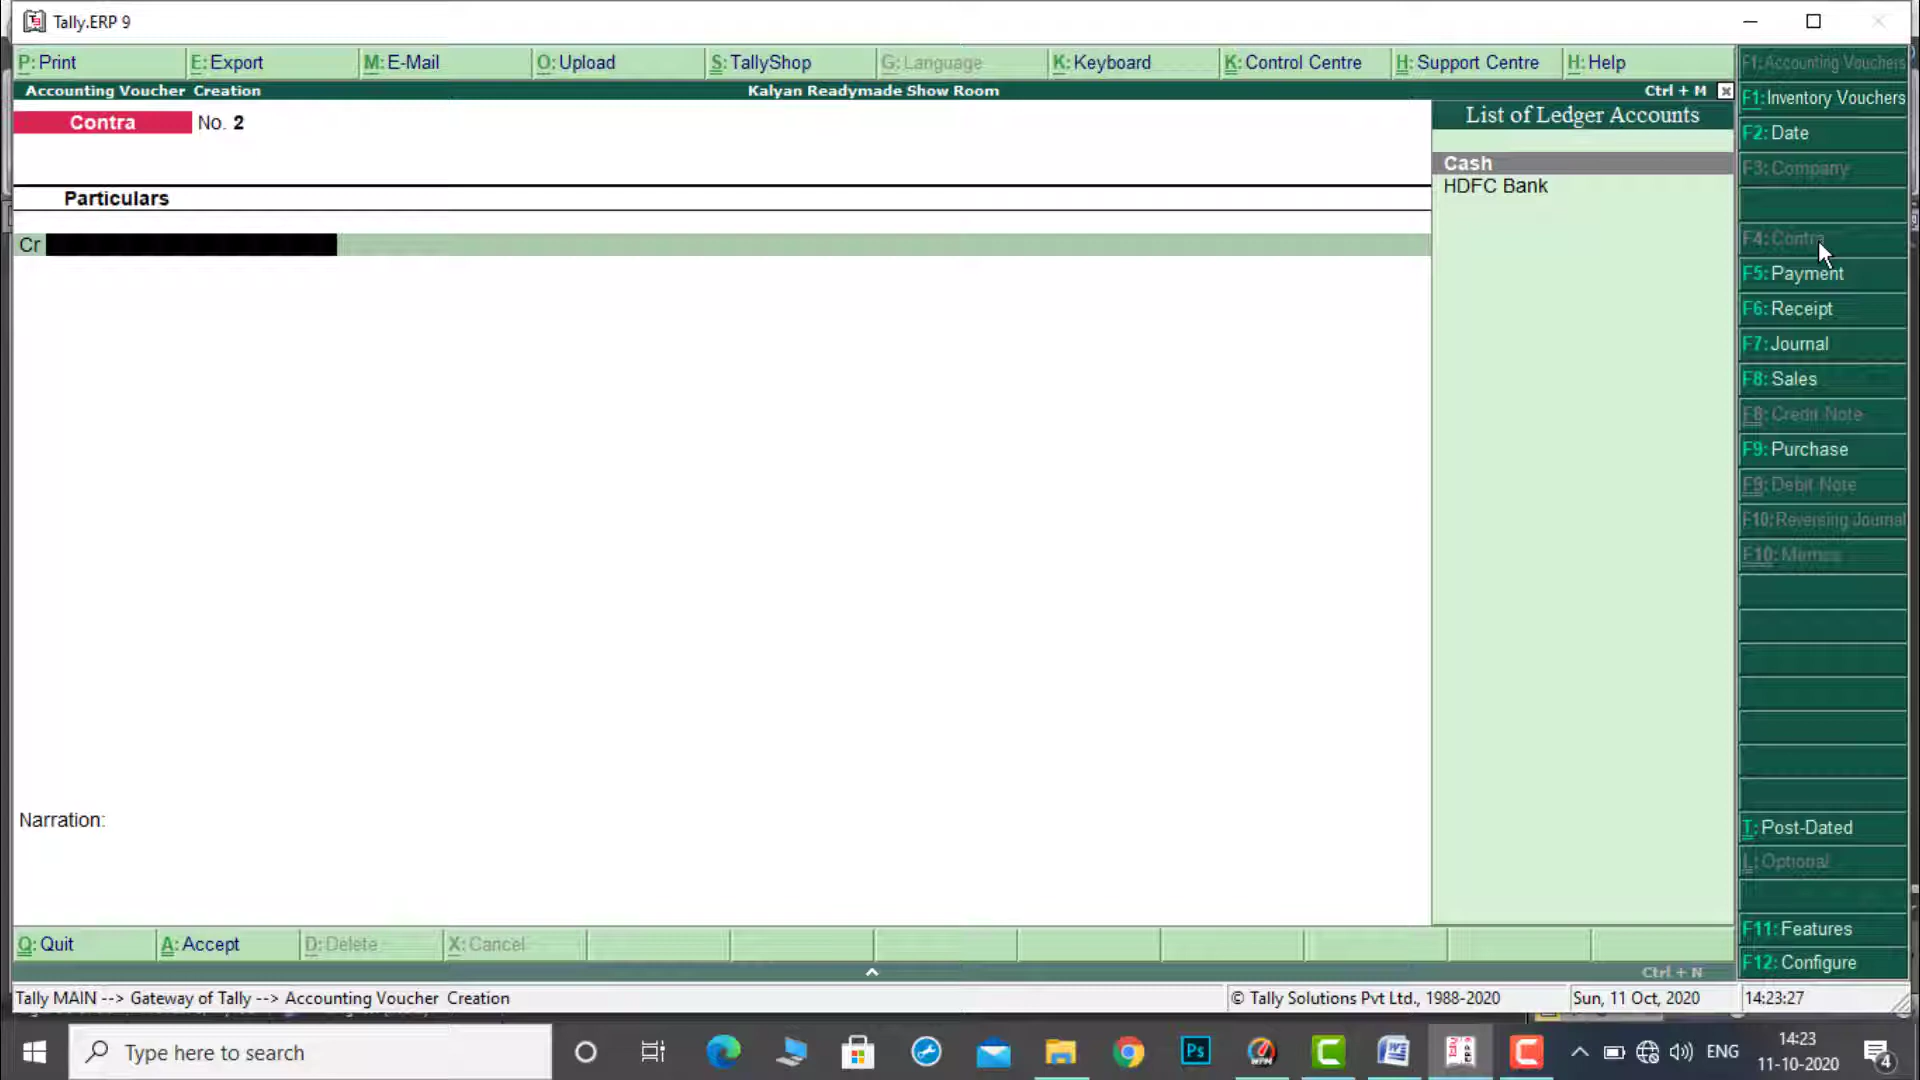 Tally.ERP 9
P: Print
E: Export
M: E-Mail
O: Upload
S: TallyShop
G: Language
K: Keyboard
K: Control Centre
H: Support Centre
H: Help
Accounting Voucher Creation
Kalyan Readymade Show Room
Ctrl + M
Contra No. 2
Particulars
Cr
Narration:
List of Ledger Accounts
Cash
HDFC Bank
F1: Accounting Vouchers
F1: Inventory Vouchers
F2: Date
F3: Company
F4: Contra
F5: Payment
F6: Receipt
F7: Journal
F8: Sales
F8: Credit Note
F9: Purchase
F9: Debit Note
F10: Reversing Journal
F10: Memos
T: Post-Dated
L: Optional
F11: Features
F12: Configure
Q: Quit
A: Accept
D: Delete
X: Cancel
Ctrl + N
Tally MAIN --> Gateway of Tally --> Accounting Voucher Creation
© Tally Solutions Pvt Ltd., 1988-2020
Sun, 11 Oct, 2020
14:23:27
Type here to search
Ps
ENG
14:23
11-10-2020
4